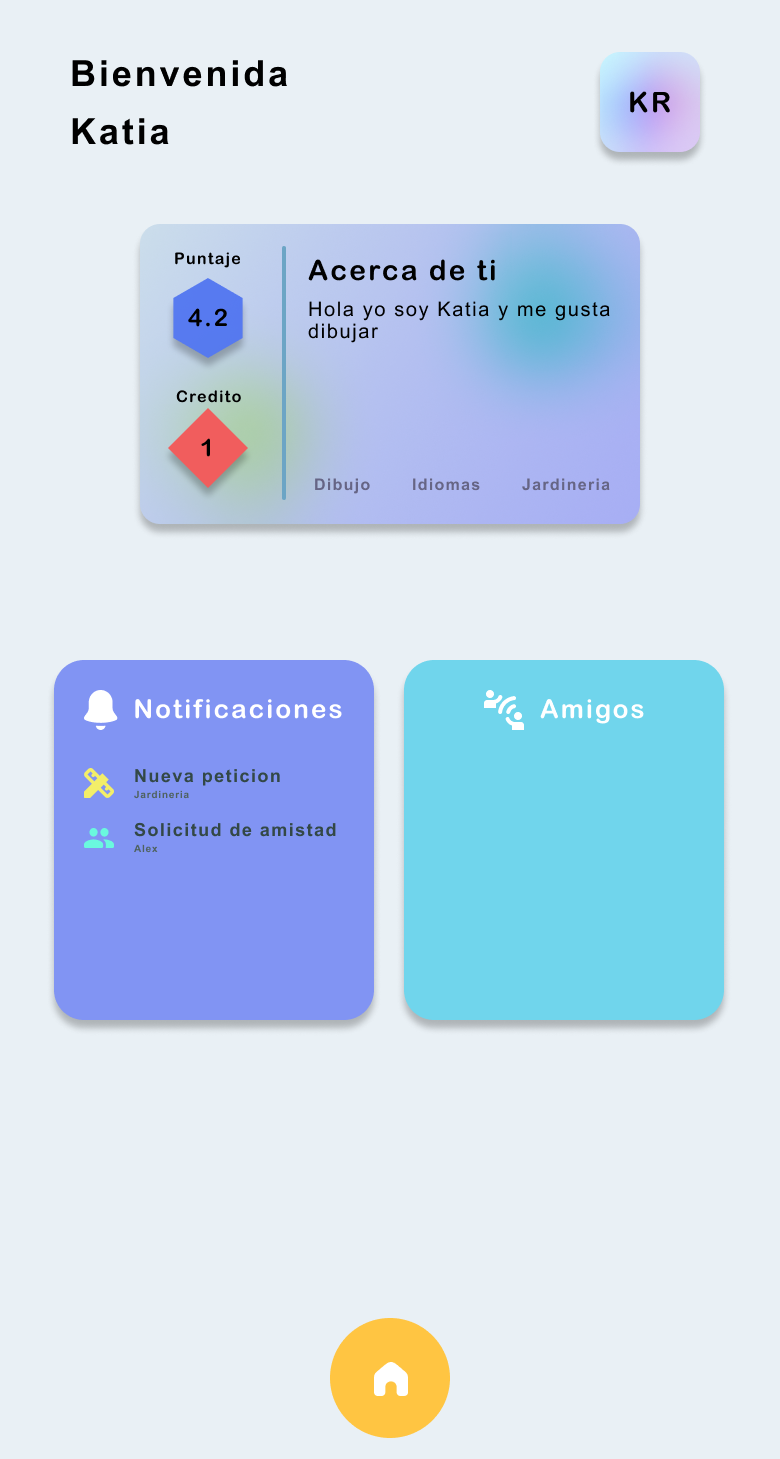 Bienvenida
Katia
KR
Puntaje
4.2
Credito
1
Acerca de ti
Hola yo soy Katia y me gusta
dibujar
Dibujo Idiomas Jardineria
Notificaciones
Nueva peticion
Jardineria
Solicitud de amistad
Alex
Amigos